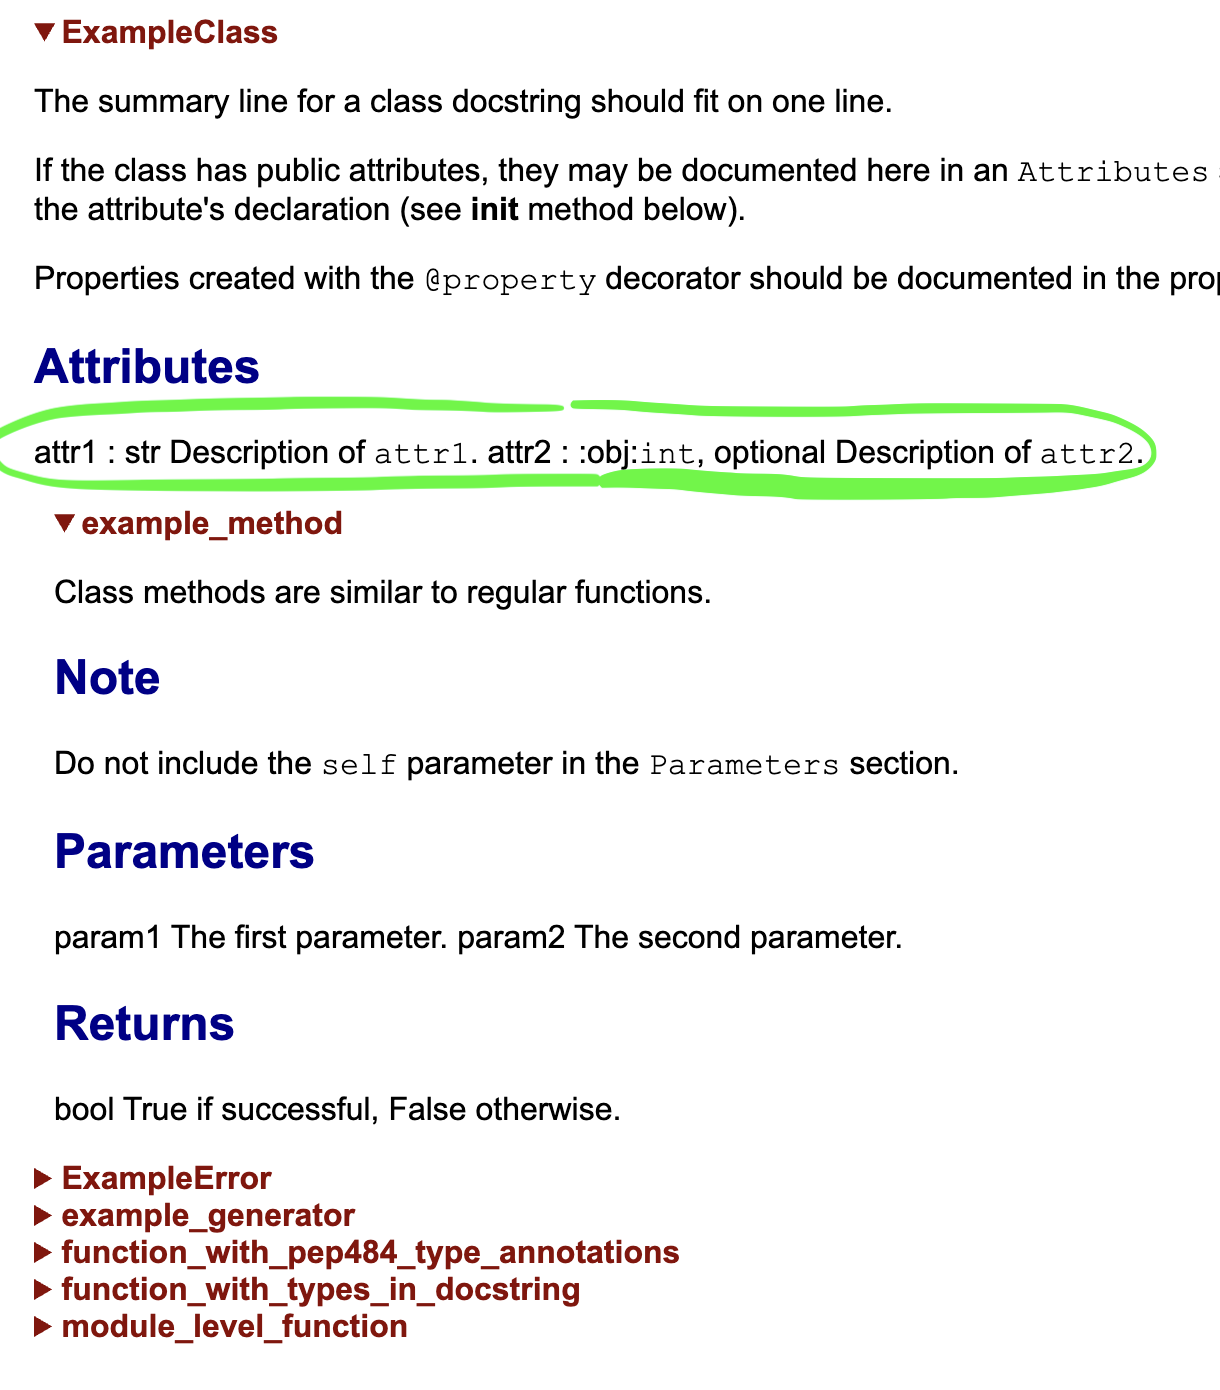 ExampleClass
The summary line for a class docstring should fit on one line.
If the class has public attributes, they may be documented here in an Attributes
the attribute's declaration (see init method below).
Properties created with the @property decorator should be documented in the
Attributes
attr1 : str Description of attr1. attr2 : :obj:int, optional Description of attr2.
example_method
Class methods are similar to regular functions.
Note
Do not include the self parameter in the Parameters section.
Parameters
param1 The first parameter. param2 The second parameter.
Returns
bool True if successful, False otherwise.
ExampleError
example_generator
function_with_pep484_type_annotations
function_with_types_in_docstring
module_level_function